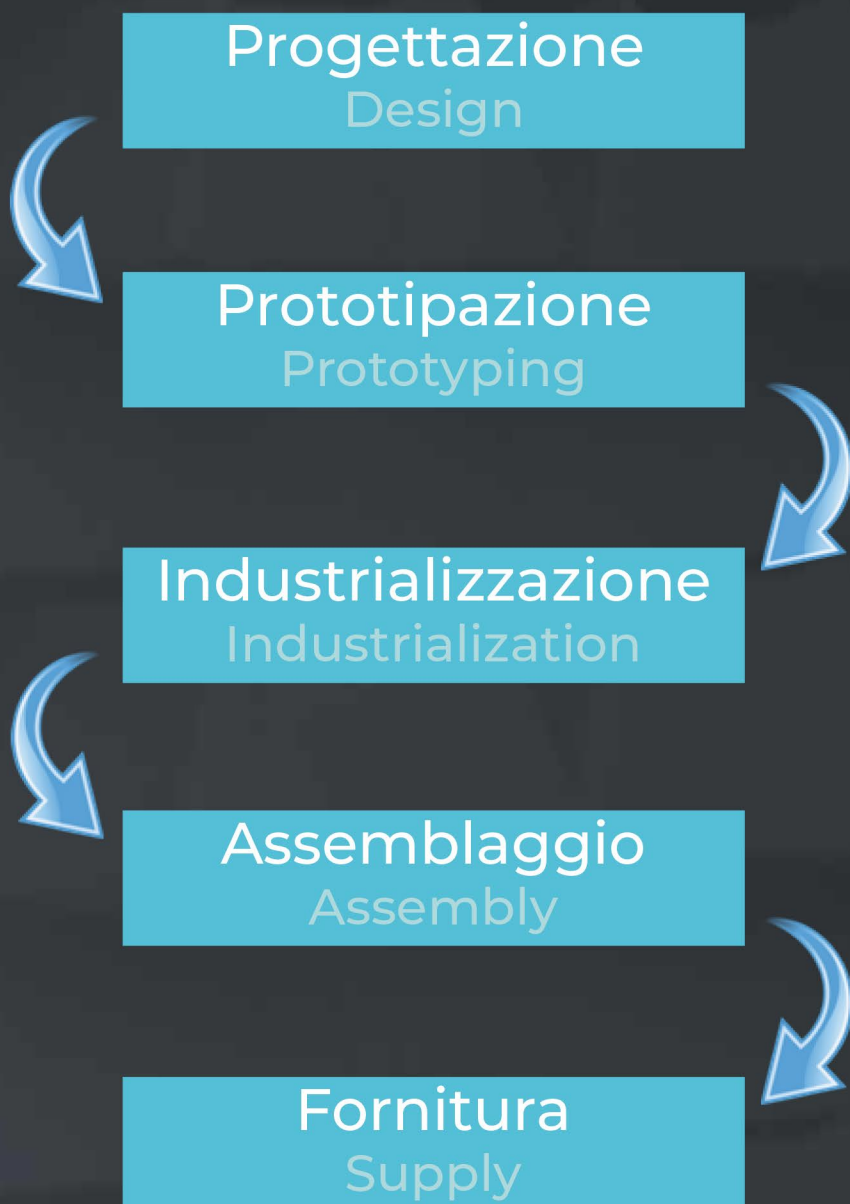 Progettazione
Design
Prototipazione
Prototyping
Industrializzazione
Industrialization
Assemblaggio
Assembly
Fornitura
Supply